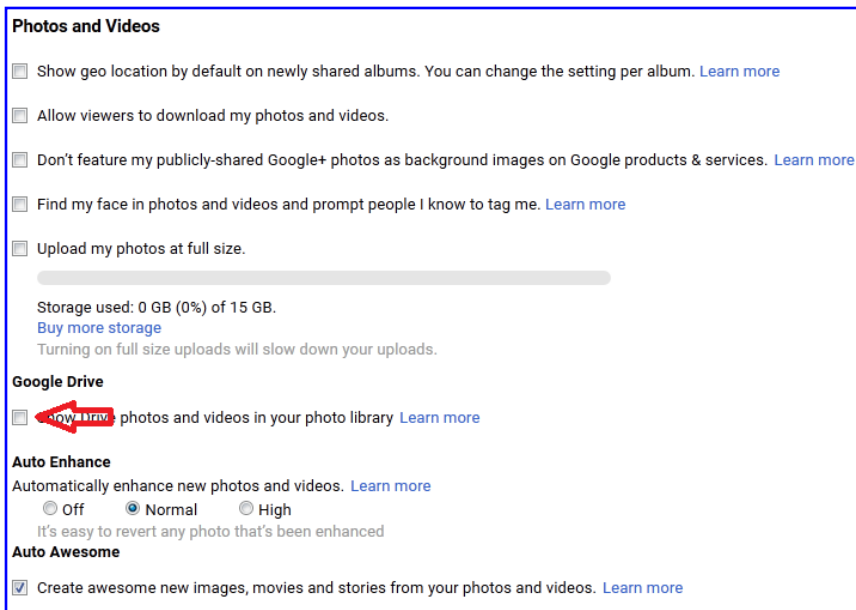 Photos and Videos
Show geo location by default on newly shared albums. You can change the setting per album. Learn more
Allow viewers to download my photos and videos.
Don't feature my publicly-shared Google+ photos as background images on Google products & services. Learn more
Find my face in photos and videos and prompt people I know to tag me. Learn more
Upload my photos at full size.
Storage used: 0 GB (0%) of 15 GB.
Buy more storage
Turning on full size uploads will slow down your uploads.
Google Drive
Show Drive photos and videos in your photo library Learn more
Auto Enhance
Automatically enhance new photos and videos. Learn more
Off Normal High
It's easy to revert any photo that's been enhanced
Auto Awesome
Create awesome new images, movies and stories from your photos and videos. Learn more